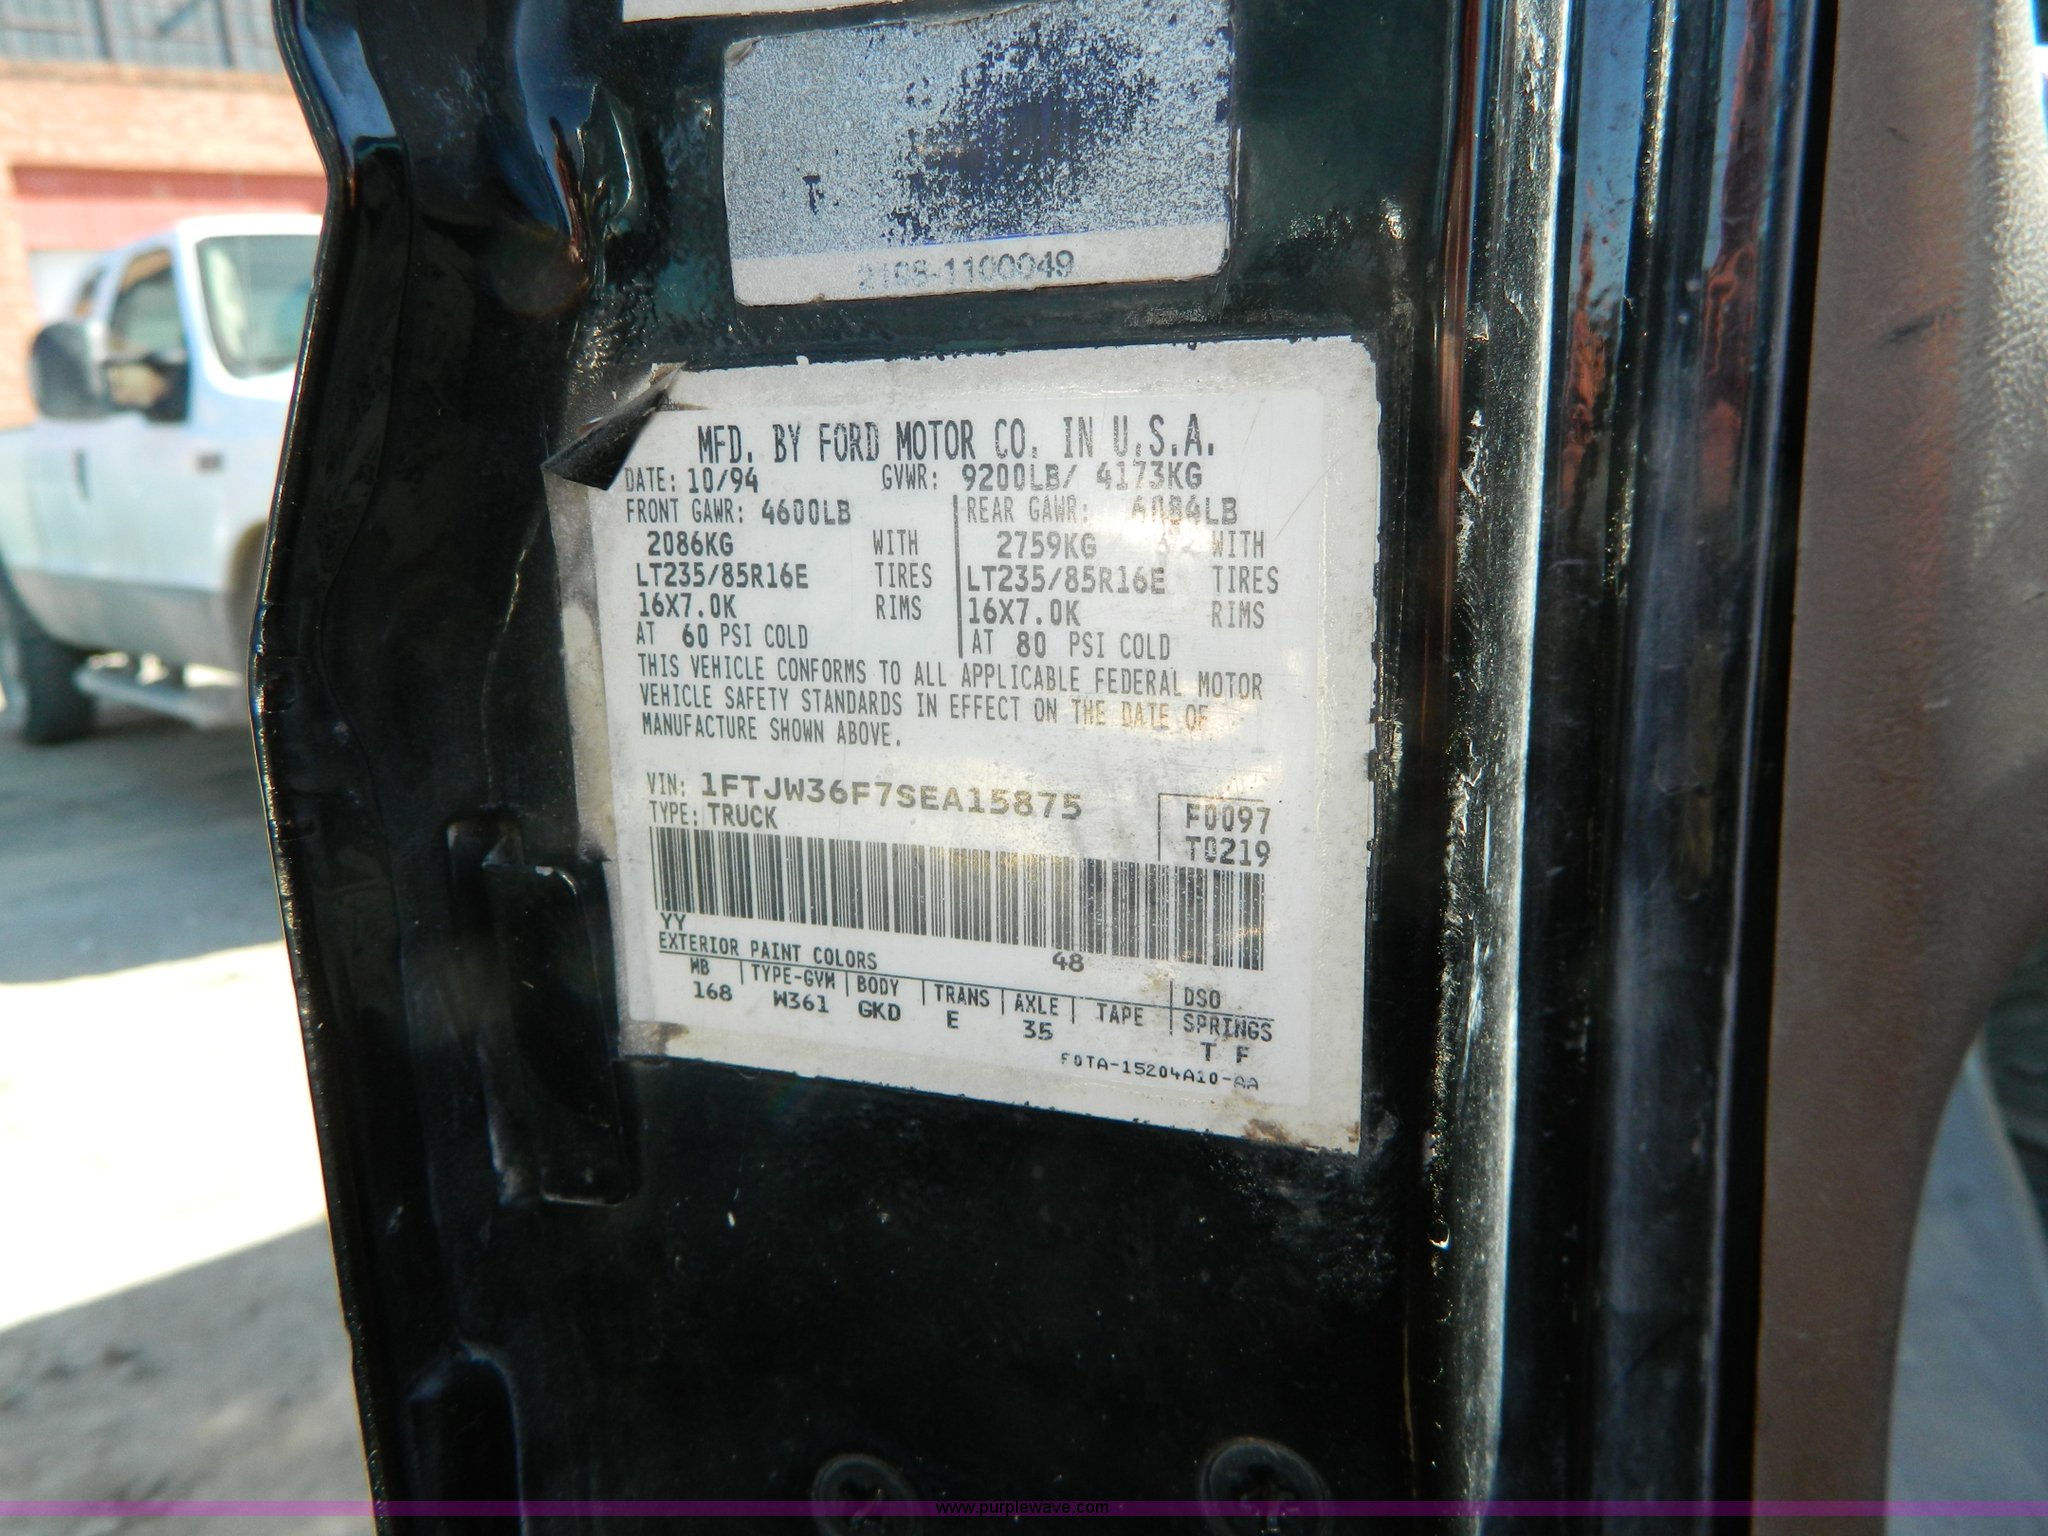 2108-1100049
MFD. BY FORD MOTOR CO. IN U.S.A.
DATE: 10/94 GVWR: 9200LB/ 4173KG
FRONT GAWR: 4600LB REAR GAWR: 6084LB
2086KG WITH 2759KG WITH
LT235/85R16E TIRES LT235/85R16E TIRES
16X7.0K RIMS 16X7.0K RIMS
AT 60 PSI COLD AT 80 PSI COLD
THIS VEHICLE CONFORMS TO ALL APPLICABLE FEDERAL MOTOR
VEHICLE SAFETY STANDARDS IN EFFECT ON THE DATE OF
MANUFACTURE SHOWN ABOVE.
VIN: 1FTJW36F7SEA15875 F0097
TYPE: TRUCK T0219
YY
EXTERIOR PAINT COLORS 48 DSO
WB TYPE-GVM BODY TRANS AXLE TAPE SPRINGS
168 W361 GKD E 35 T F
F0TA-15204A10-AA
www.purplewave.com